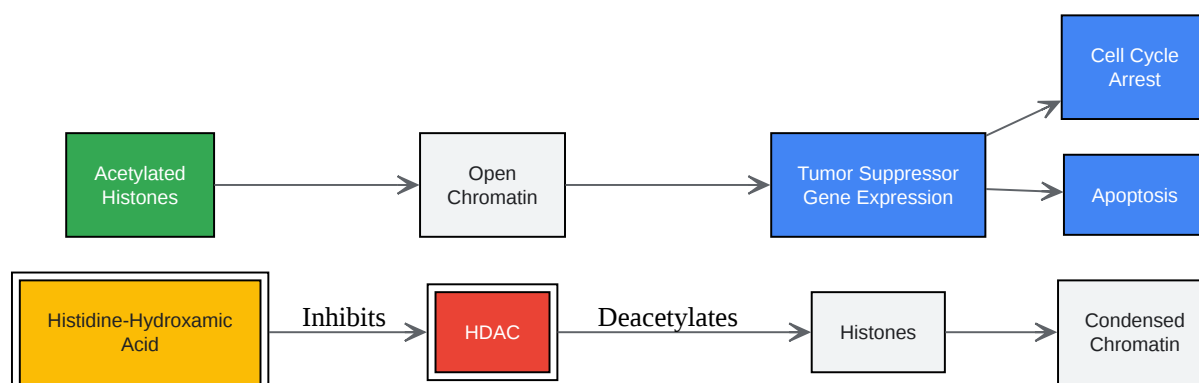 Cell Cycle
Arrest
Acetylated
Histones
Open
Chromatin
Tumor Suppressor
Gene Expression
Apoptosis
Histidine-Hydroxamic
Acid
Inhibits
HDAC
Deacetylates
Histones
Condensed
Chromatin